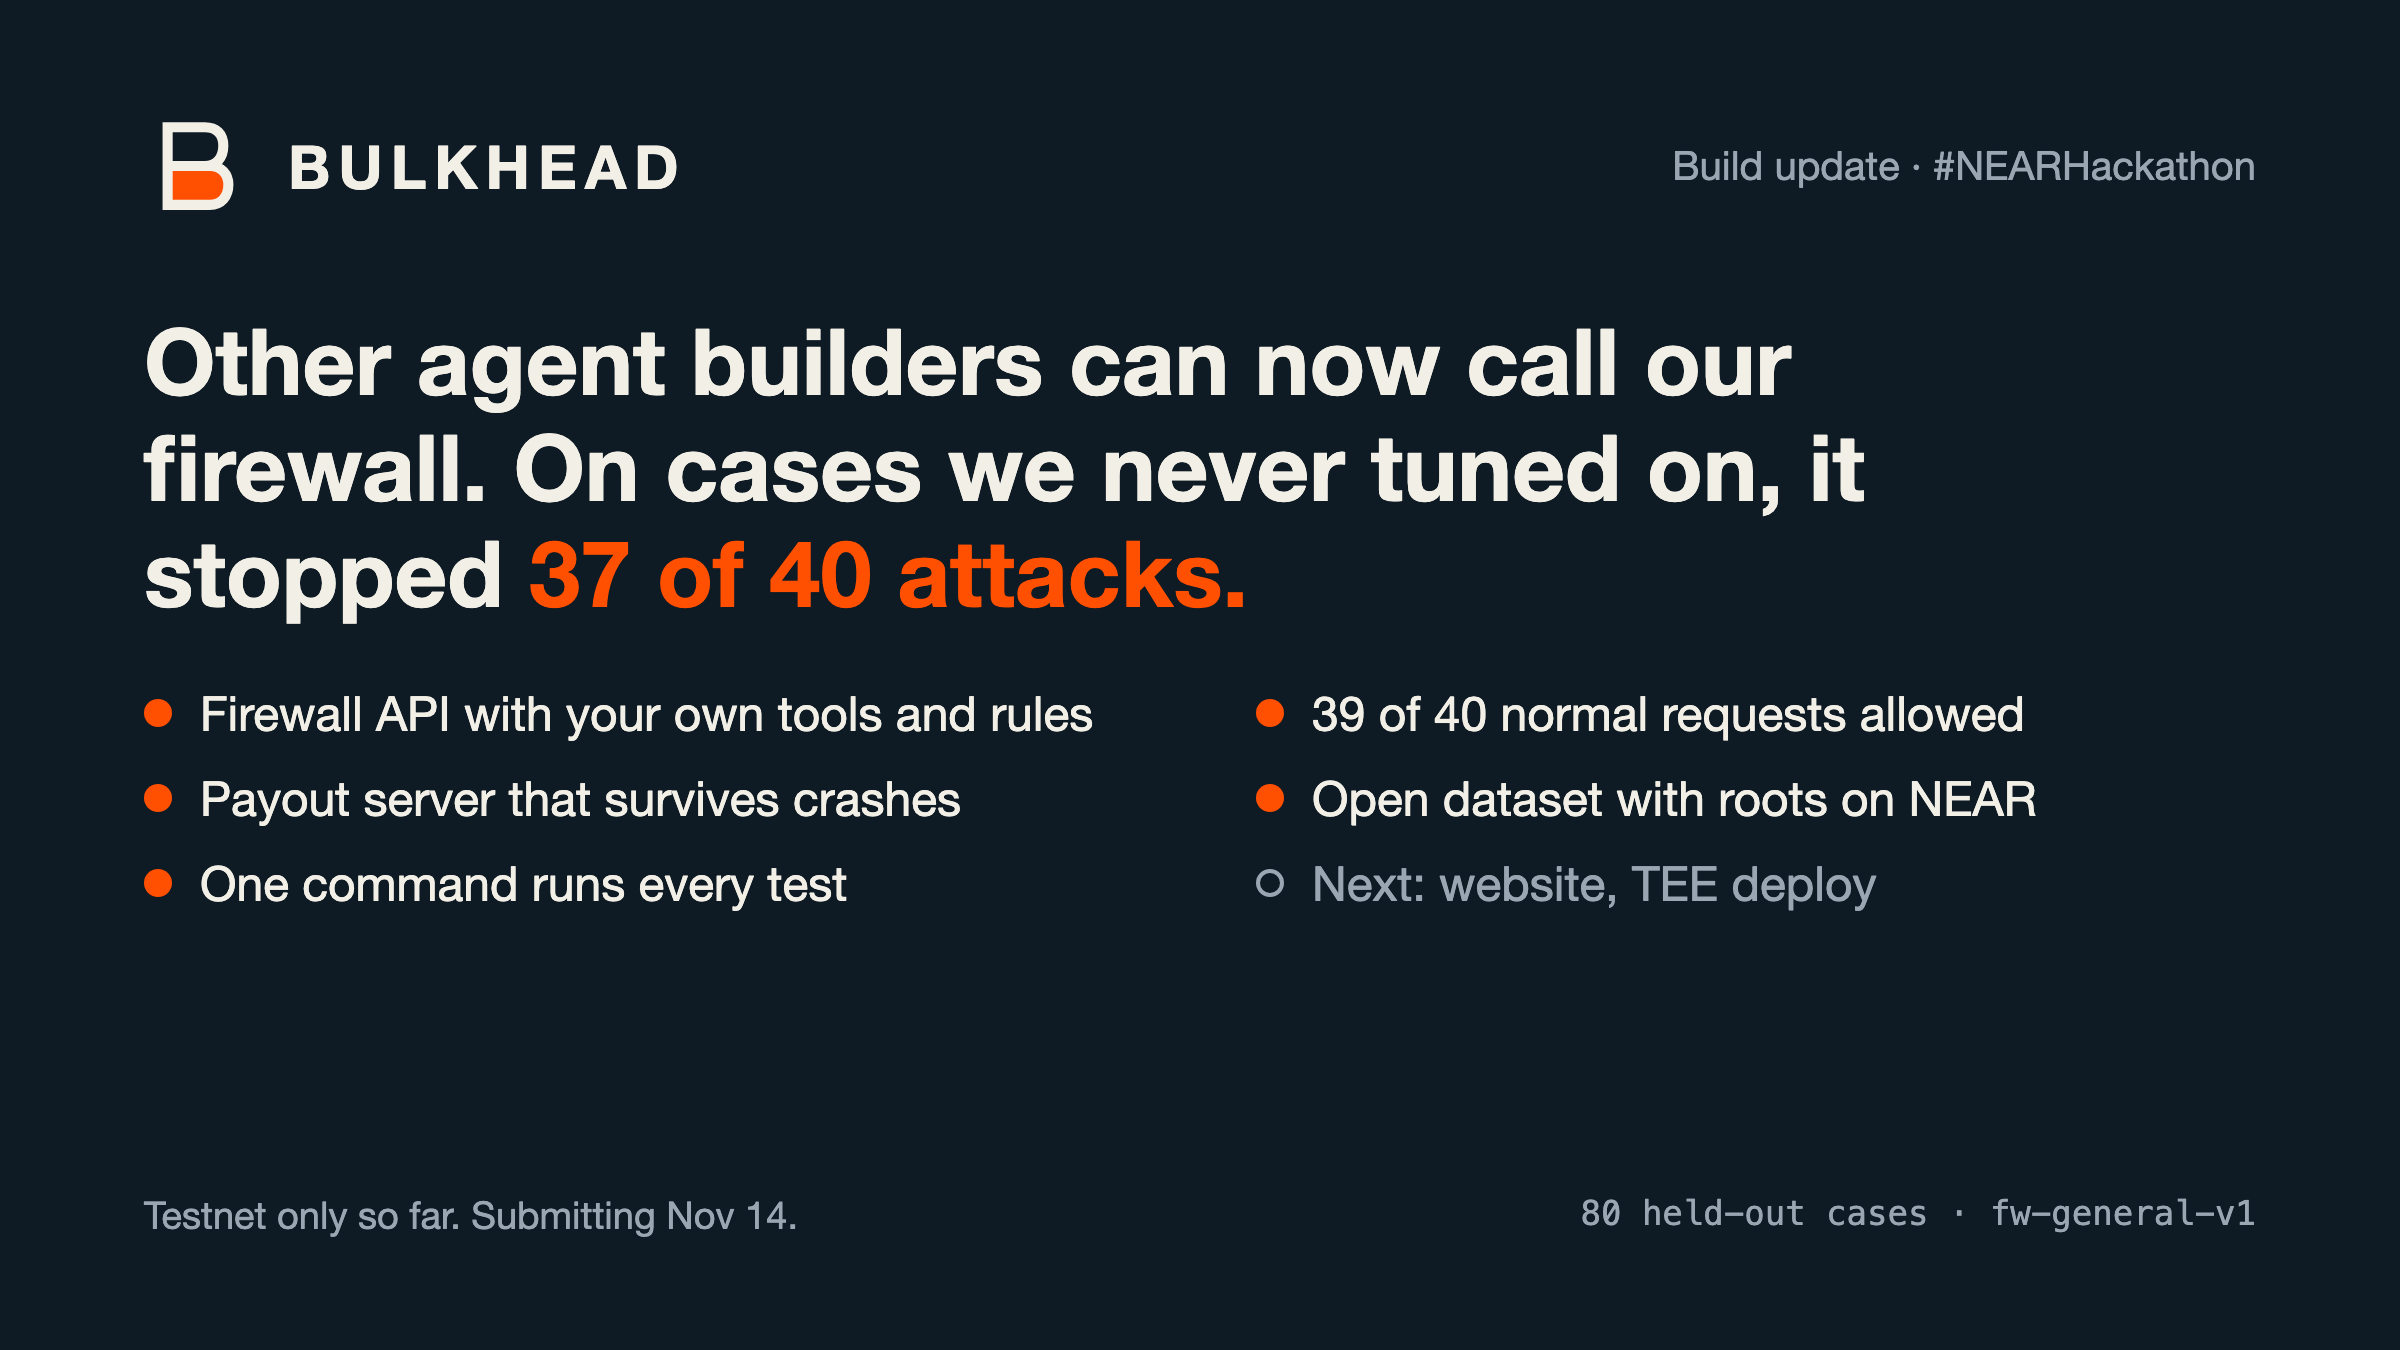 BULKHEAD
Build update · #NEARHackathon
Other agent builders can now call our
firewall. On cases we never tuned on, it
stopped 37 of 40 attacks.
Firewall API with your own tools and rules
Payout server that survives crashes
One command runs every test
39 of 40 normal requests allowed
Open dataset with roots on NEAR
Next: website, TEE deploy
Testnet only so far. Submitting Nov 14.
80 held-out cases · fw-general-v1